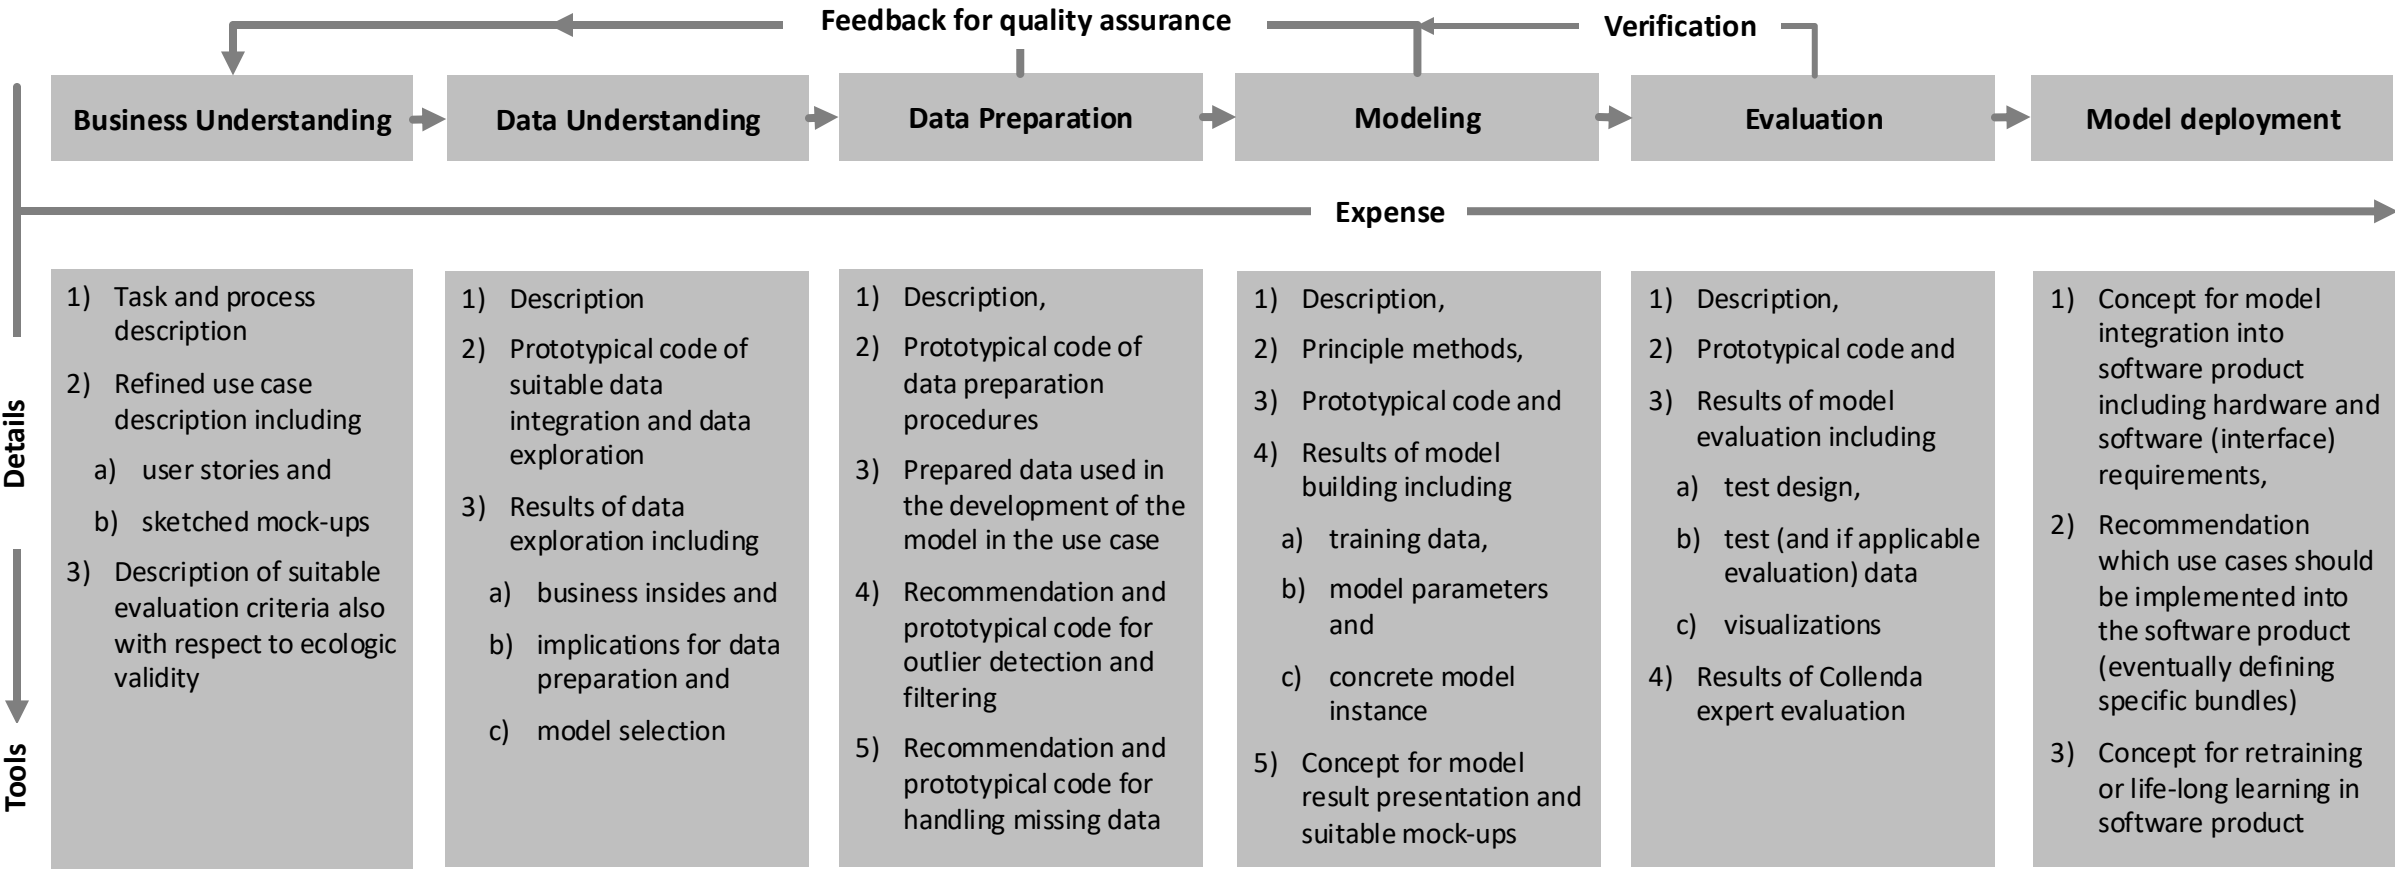 Feedback for quality assurance
Verification
Business Understanding
Data Understanding
Data Preparation
Modeling
Evaluation
Model deployment
Expense
Details
Tools
1) Task and process
description
2) Refined use case
description including
a) user stories and
b) sketched mock-ups
3) Description of suitable
evaluation criteria also
with respect to ecologic
validity
1) Description
2) Prototypical code of
suitable data
integration and data
exploration
3) Results of data
exploration including
a) business insides and
b) implications for data
preparation and
c) model selection
1) Description,
2) Prototypical code of
data preparation
procedures
3) Prepared data used in
the development of the
model in the use case
4) Recommendation and
prototypical code for
outlier detection and
filtering
5) Recommendation and
prototypical code for
handling missing data
1) Description,
2) Principle methods,
3) Prototypical code and
4) Results of model
building including
a) training data,
b) model parameters
and
c) concrete model
instance
5) Concept for model
result presentation and
suitable mock-ups
1) Description,
2) Prototypical code and
3) Results of model
evaluation including
a) test design,
b) test (and if applicable
evaluation) data
c) visualizations
4) Results of Collenda
expert evaluation
1) Concept for model
integration into
software product
including hardware and
software (interface)
requirements,
2) Recommendation
which use cases should
be implemented into
the software product
(eventually defining
specific bundles)
3) Concept for retraining
or life-long learning in
software product